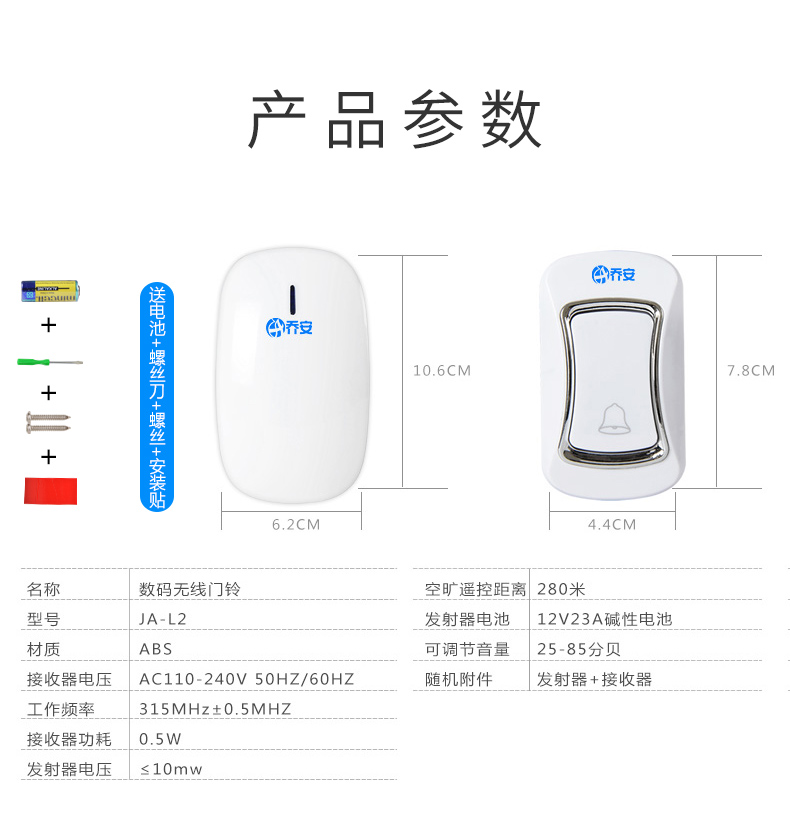 产品参数
送电池+螺丝刀+螺丝+安装贴
+
+
+
乔安
10.6CM
6.2CM
乔安
7.8CM
4.4CM
名称 数码无线门铃
型号 JA-L2
材质 ABS
接收器电压 AC110-240V 50HZ/60HZ
工作频率 315MHz±0.5MHZ
接收器功耗 0.5W
发射器电压 ≤10mw
空旷遥控距离 280米
发射器电池 12V23A碱性电池
可调节音量 25-85分贝
随机附件 发射器+接收器